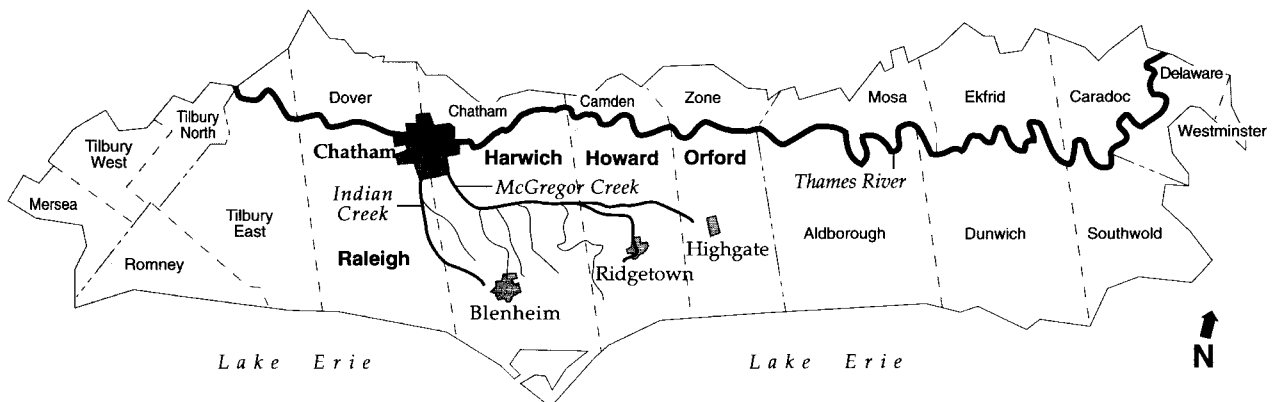 Dover
Tilbury
North
Chatham
Camden
Zone
Mosa
Ekfrid
Caradoc
Delaware
Westminster
Tilbury
West
Chatham
Harwich
Howard
Orford
Thames River
McGregor Creek
Indian
Creek
Mersea
Tilbury
East
Romney
Raleigh
Highgate
Ridgetown
Blenheim
Aldborough
Dunwich
Southwold
Lake Erie
Lake Erie
N